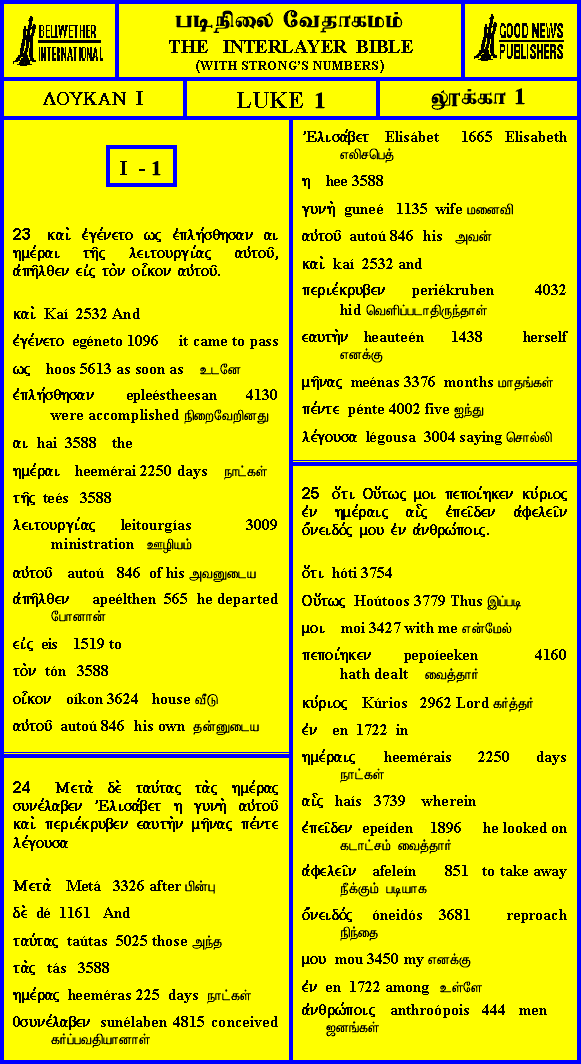 BELLWETHER
INTERNATIONAL
படிநிலை வேதாகமம்
THE INTERLAYER BIBLE
(WITH STRONG'S NUMBERS)
GOOD NEWS
PUBLISHERS
ΛΟΥΚΑΝ I
LUKE 1
லூக்கா 1
I - 1
23 καὶ ἐγένετο ως ἐπλήσθησαν αι
ημέραι τῆς λειτουργίας αὐτοῦ,
ἀπῆλθεν εἰς τὸν οἶκον αὐτοῦ.
καὶ Kaí 2532 And
ἐγένετο egéneto 1096 it came to pass
ως hoos 5613 as soon as உடனே
ἐπλήσθησαν epleéstheesan 4130
were accomplished நிறைவேறினது
αι hai 3588 the
ημέραι heemérai 2250 days நாட்கள்
τῆς teés 3588
λειτουργίας leitourgías 3009
ministration ஊழியம்
αὐτοῦ autoú 846 of his அவனுடைய
ἀπῆλθεν apeélthen 565 he departed
போனான்
εἰς eis 1519 to
τὸν tón 3588
οἶκον oíkon 3624 house வீடு
αὐτοῦ autoú 846 his own தன்னுடைய
24 Μετὰ δὲ ταύτας τὰς ημέρας
συνέλαβεν Ἐλισάβετ η γυνὴ αὐτοῦ
καὶ περιέκρυβεν εαυτὴν μῆνας πέντε
λέγουσα
Μετὰ Metá 3326 after பின்பு
δὲ dé 1161 And
ταύτας taútas 5025 those அந்த
τὰς tás 3588
ημέρας heeméras 225 days நாட்கள்
0συνέλαβεν sunélaben 4815 conceived
கர்ப்பவதியானாள்
Ἐλισάβετ Elisábet 1665 Elisabeth
எலிசபெத்
η hee 3588
γυνὴ guneé 1135 wife மனைவி
αὐτοῦ autoú 846 his அவன்
καὶ kaí 2532 and
περιέκρυβεν periékruben 4032
hid வெளிப்படாதிருந்தாள்
εαυτὴν heauteén 1438 herself
எனக்கு
μῆνας meénas 3376 months மாதங்கள்
πέντε pénte 4002 five ஐந்து
λέγουσα légousa 3004 saying சொல்லி
25 ὅτι Οὕτως μοι πεποίηκεν κύριος
ἐν ημέραις αἷς ἐπεῖδεν ἀφελεῖν
ὄνειδός μου ἐν ἀνθρώποις.
ὅτι hóti 3754
Οὕτως Hoútoos 3779 Thus இப்படி
μοι moi 3427 with me என்மேல்
πεποίηκεν pepoíeeken 4160
hath dealt வைத்தார்
κύριος Kúrios 2962 Lord கர்த்தர்
ἐν en 1722 in
ημέραις heemérais 2250 days
நாட்கள்
αἷς haís 3739 wherein
ἐπεῖδεν epeíden 1896 he looked on
கடாட்சம் வைத்தார்
ἀφελεῖν afeleín 851 to take away
நீக்கும் படியாக
ὄνειδός óneidós 3681 reproach
நிந்தை
μου mou 3450 my எனக்கு
ἐν en 1722 among உள்ளே
ἀνθρώποις anthroópois 444 men
ஜனங்கள்